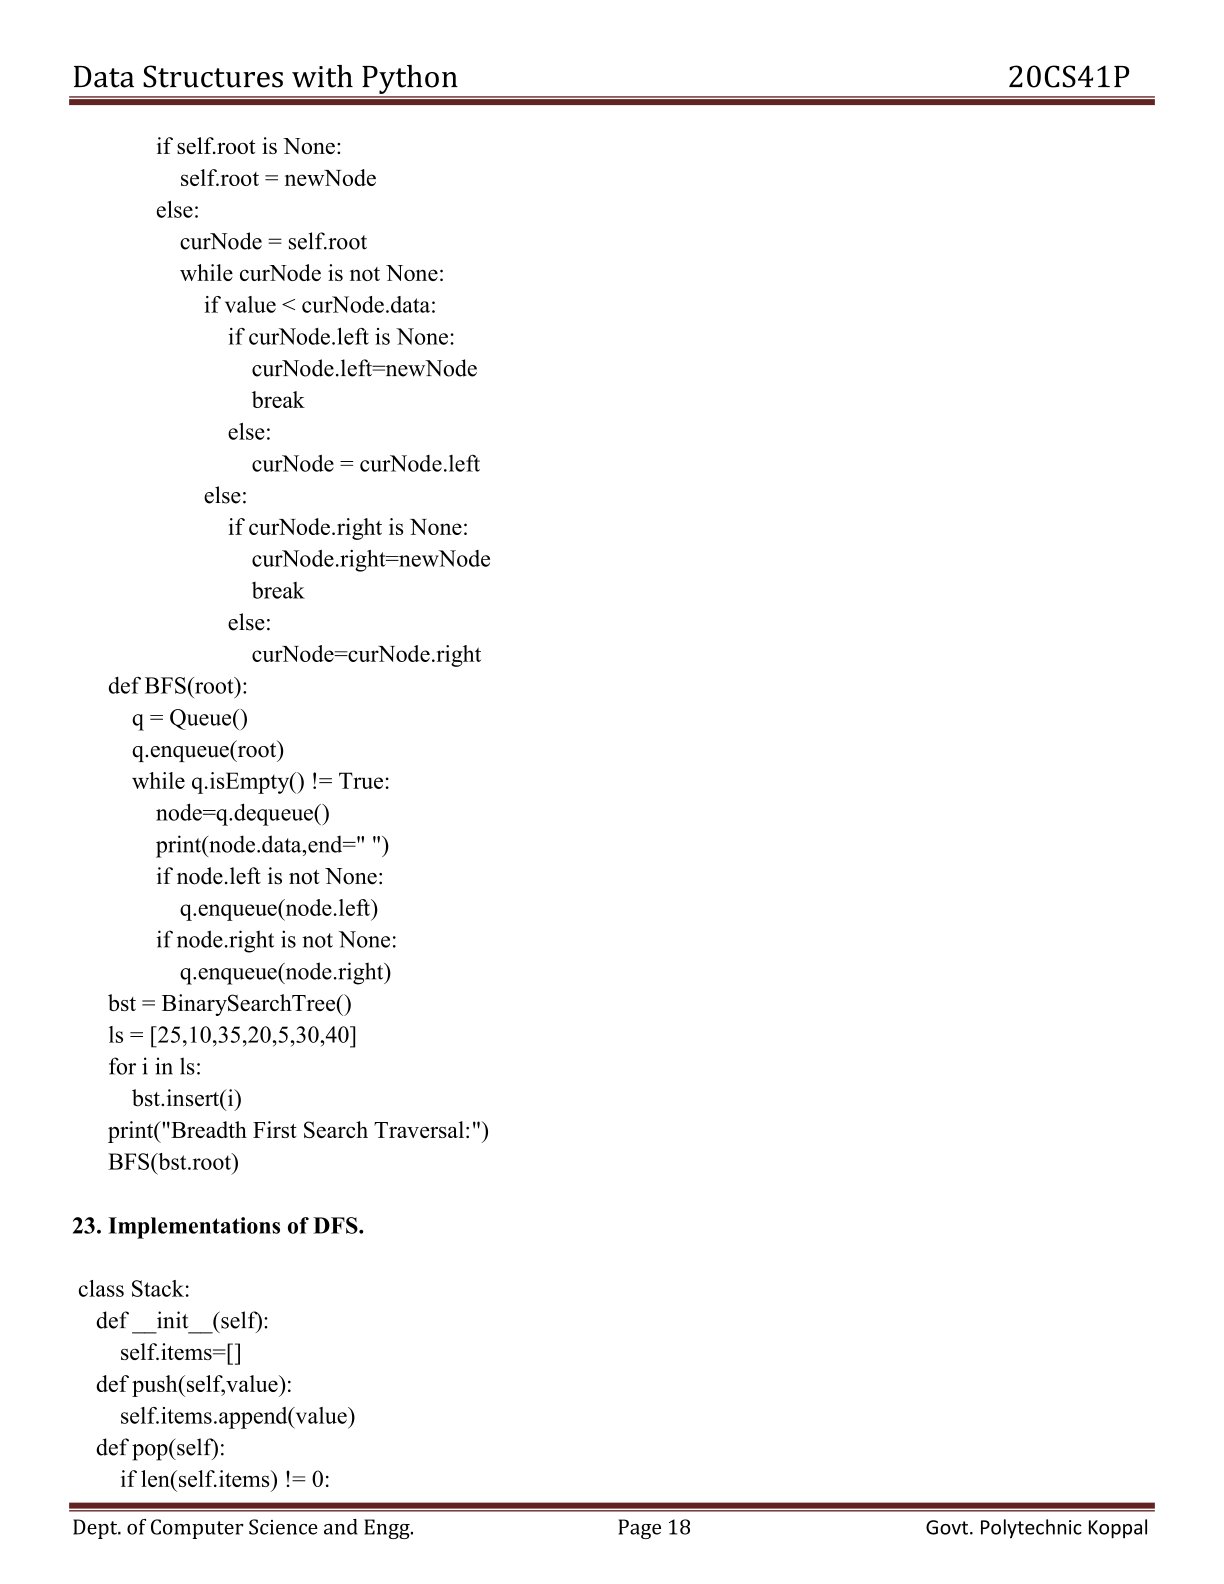 Data Structures with Python 20CS41P
if self.root is None:
self.root = newNode
else:
curNode = self.root
while curNode is not None:
if value < curNode.data:
if curNode.left is None:
curNode.left=newNode
break
else:
curNode = curNode.left
else:
if curNode.right is None:
curNode.right=newNode
break
else:
curNode=curNode.right
def BFS(root):
q = Queue()
q.enqueue(root)
while q.isEmpty() != True:
node=q.dequeue()
print(node.data,end=" ")
if node.left is not None:
q.enqueue(node.left)
if node.right is not None:
q.enqueue(node.right)
bst = BinarySearchTree()
ls = [25,10,35,20,5,30,40]
for i in ls:
bst.insert(i)
print("Breadth First Search Traversal:")
BFS(bst.root)
23. Implementations of DFS.
class Stack:
def __init__(self):
self.items=[]
def push(self,value):
self.items.append(value)
def pop(self):
if len(self.items) != 0:
Dept. of Computer Science and Engg. Page 18 Govt. Polytechnic Koppal